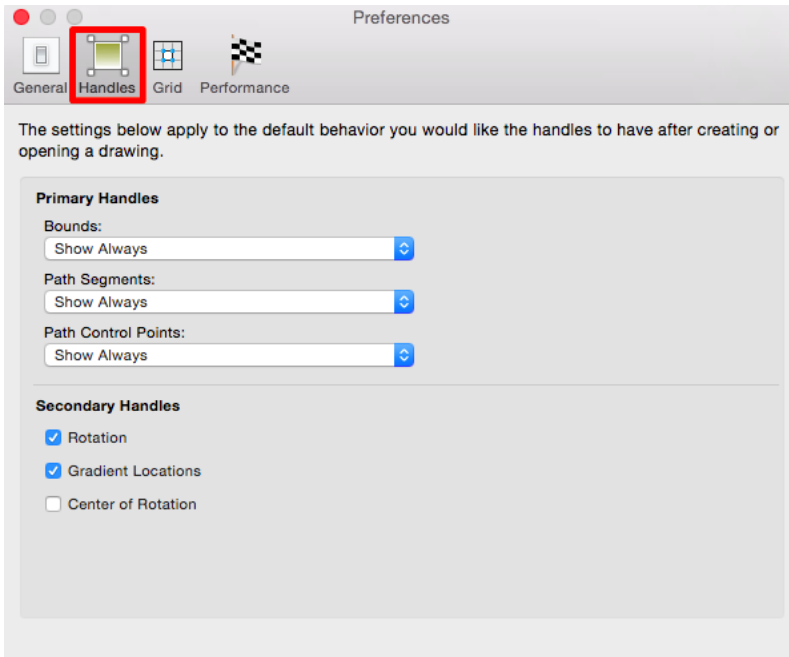 Preferences
General Handles Grid Performance
The settings below apply to the default behavior you would like the handles to have after creating or
opening a drawing.
Primary Handles
Bounds:
Show Always
Path Segments:
Show Always
Path Control Points:
Show Always
Secondary Handles
Rotation
Gradient Locations
Center of Rotation